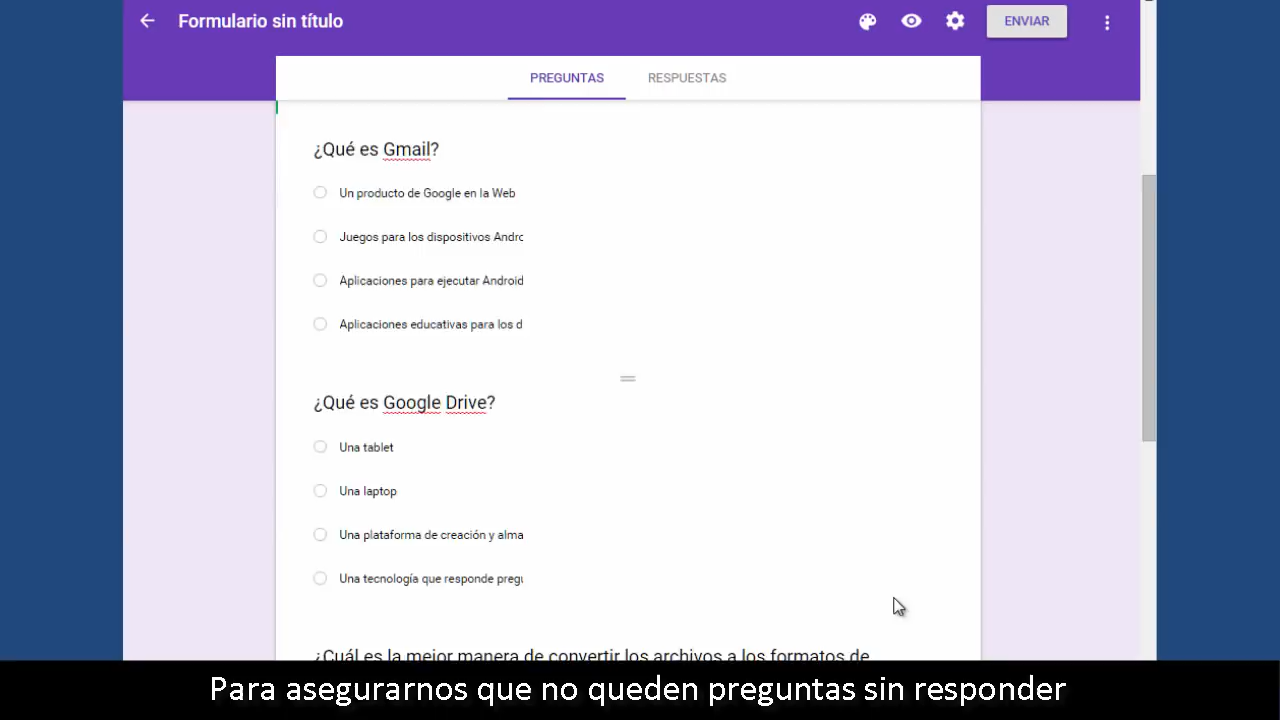 Formulario sin título
ENVIAR
PREGUNTAS RESPUESTAS
¿Qué es Gmail?
Un producto de Google en la Web
Juegos para los dispositivos Andro
Aplicaciones para ejecutar Android
Aplicaciones educativas para los d
¿Qué es Google Drive?
Una tablet
Una laptop
Una plataforma de creación y alma
Una tecnología que responde pregu
¿Cuál es la mejor manera de convertir los archivos a los formatos de
Para asegurarnos que no queden preguntas sin responder